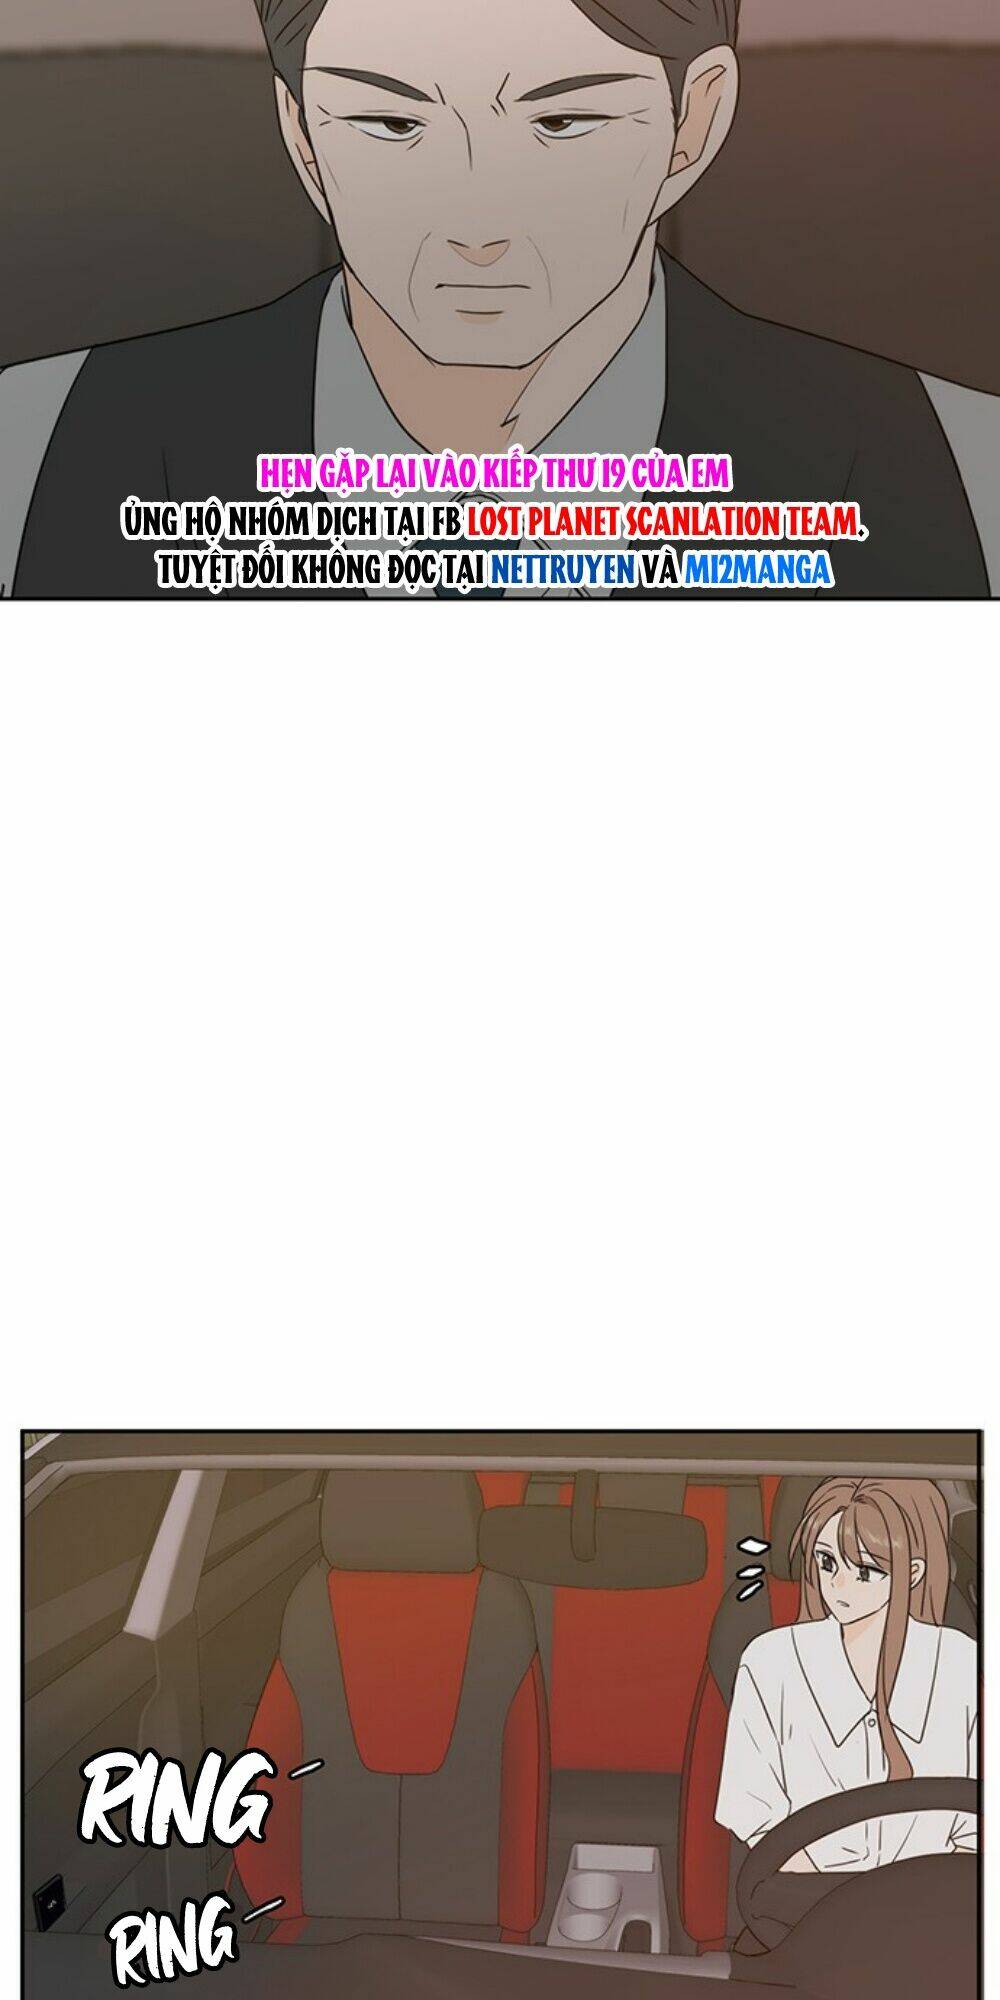 HẸN GẶP LẠI VÀO KIẾP THỨ 19 CỦA EM
ỦNG HỘ NHÓM DỊCH TẠI FB LOST PLANET SCANLATION TEAM.
TUYỆT ĐỐI KHÔNG ĐỌC TẠI NETTRUYEN VÀ MI2MANGA
RING
RING